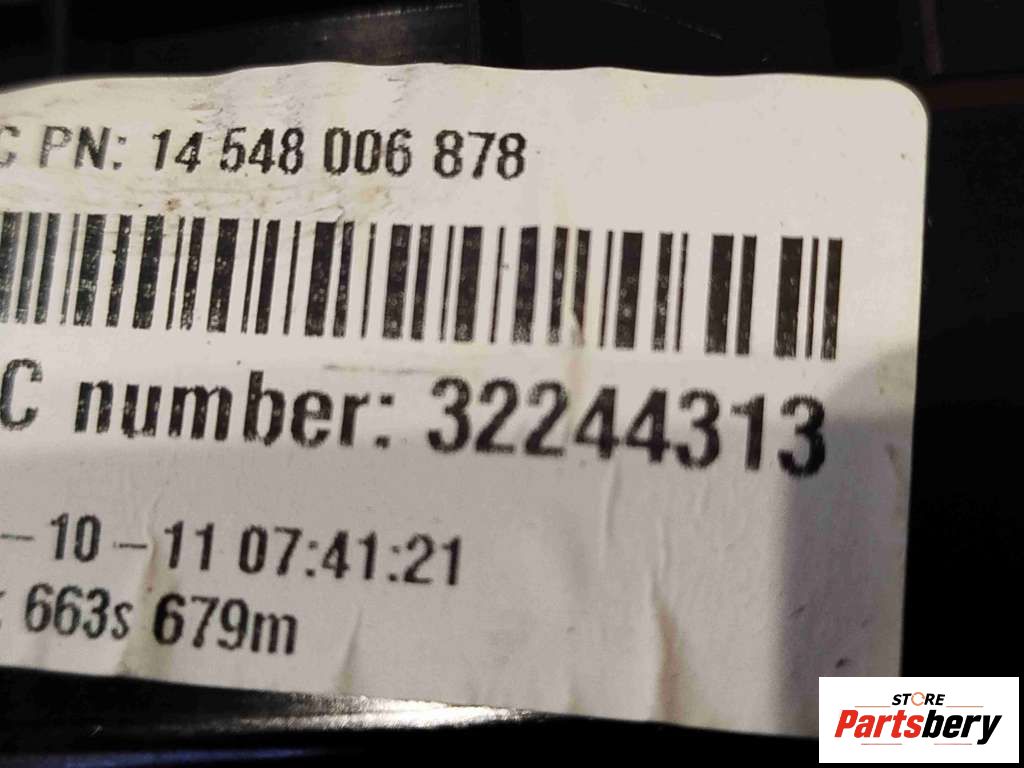 C PN: 14 548 006 878
C number: 32244313
-10-11 07:41:21
663s 679m
STORE
Partsbery